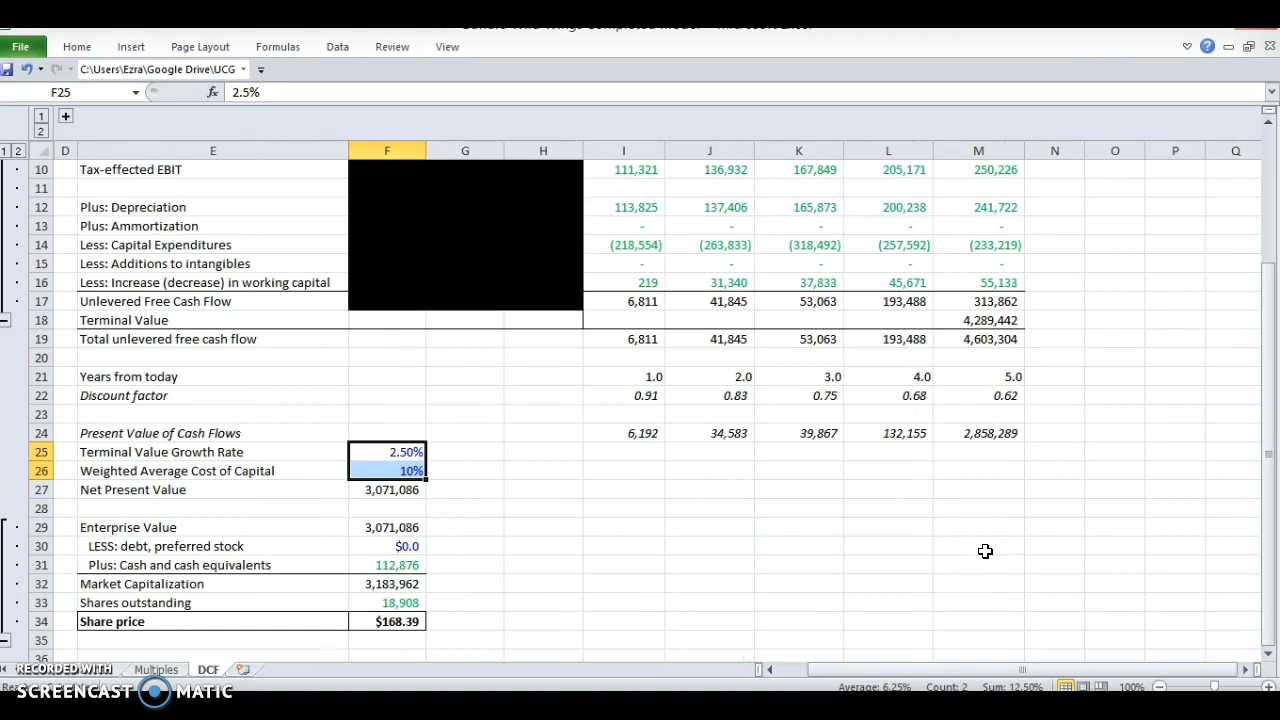 File Home Insert Page Layout Formulas Data Review View
C:\Users\Ezra\Google Drive\UCG
F25 fx 2.5%
1
2
1 2 D E F G H I J K L M N O P Q
10 Tax-effected EBIT 111,321 136,932 167,849 205,171 250,226
11
12 Plus: Depreciation 113,825 137,406 165,873 200,238 241,722
13 Plus: Ammortization - - - - -
14 Less: Capital Expenditures (218,554) (263,833) (318,492) (257,592) (233,219)
15 Less: Additions to intangibles - - - - -
16 Less: Increase (decrease) in working capital 219 31,340 37,833 45,671 55,133
17 Unlevered Free Cash Flow 6,811 41,845 53,063 193,488 313,862
18 Terminal Value 4,289,442
19 Total unlevered free cash flow 6,811 41,845 53,063 193,488 4,603,304
20
21 Years from today 1.0 2.0 3.0 4.0 5.0
22 Discount factor 0.91 0.83 0.75 0.68 0.62
23
24 Present Value of Cash Flows 6,192 34,583 39,867 132,155 2,858,289
25 Terminal Value Growth Rate 2.50%
26 Weighted Average Cost of Capital 10%
27 Net Present Value 3,071,086
28
29 Enterprise Value 3,071,086
30 LESS: debt, preferred stock $0.0
31 Plus: Cash and cash equivalents 112,876
32 Market Capitalization 3,183,962
33 Shares outstanding 18,908
34 Share price $168.39
35
36
RECORDED WITH Multiples DCF
SCREENCAST MATIC Average: 6.25% Count: 2 Sum: 12.50% 100%